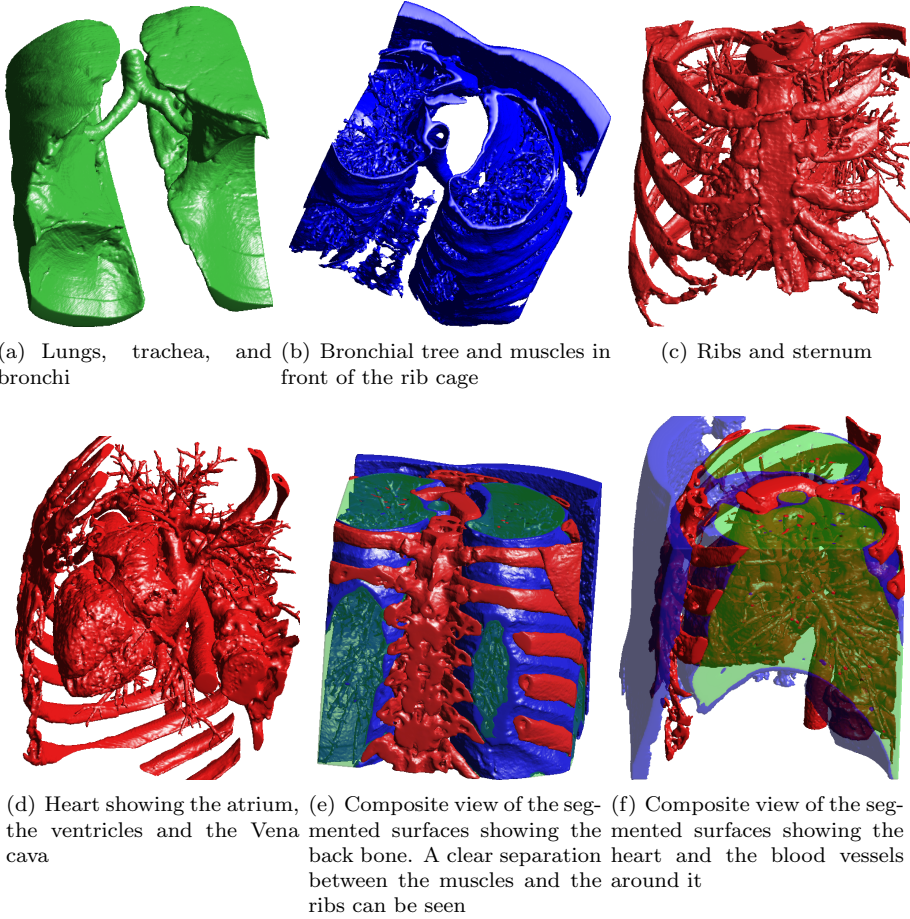 (a) Lungs, trachea, and
bronchi
(b) Bronchial tree and muscles in
front of the rib cage
(c) Ribs and sternum
(d) Heart showing the atrium,
the ventricles and the Vena
cava
(e) Composite view of the seg-
mented surfaces showing the
back bone. A clear separation
between the muscles and the
ribs can be seen
(f) Composite view of the seg-
mented surfaces showing the
heart and the blood vessels
around it